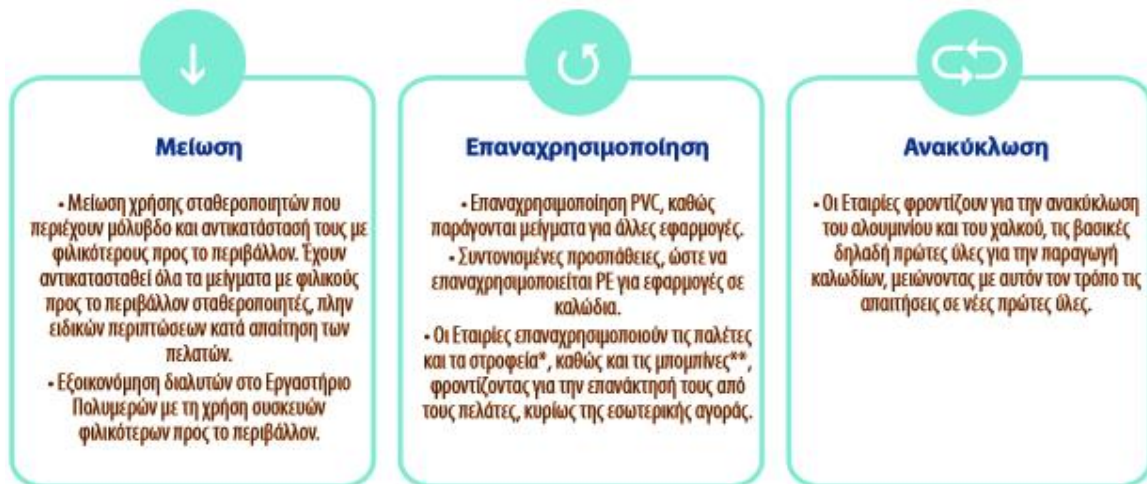 Μείωση
• Μείωση χρήσης σταθεροποιητών που
περιέχουν μόλυβδο και αντικατάστασή τους με
φιλικότερους προς το περιβάλλον. Έχουν
αντικατασταθεί όλα τα μείγματα με φιλικούς
προς το περιβάλλον σταθεροποιητές, πλην
ειδικών περιπτώσεων κατά απαίτηση των
πελατών.
• Εξοικονόμηση διαλυτών στο Εργαστήριο
Πολυμερών με τη χρήση συσκευών
φιλικότερων προς το περιβάλλον.
Επαναχρησιμοποίηση
• Επαναχρησιμοποίηση PVC, καθώς
παράγονται μείγματα για άλλες εφαρμογές.
• Συντονισμένες προσπάθειες, ώστε να
επαναχρησιμοποιείται PE για εφαρμογές σε
καλώδια.
• Οι Εταιρίες επαναχρησιμοποιούν τις παλέτες
και τα στροφεία*, καθώς και τις μπομπίνες**,
φροντίζοντας για την επανάκτησή τους από
τους πελάτες, κυρίως της εσωτερικής αγοράς.
Ανακύκλωση
• Οι Εταιρίες φροντίζουν για την ανακύκλωση
του αλουμινίου και του χαλκού, τις βασικές
δηλαδή πρώτες ύλες για την παραγωγή
καλωδίων, μειώνοντας με αυτόν τον τρόπο τις
απαιτήσεις σε νέες πρώτες ύλες.